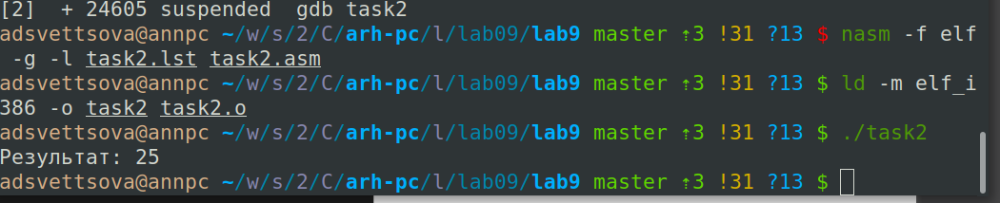 [2]  + 24605 suspended  gdb task2
adsvettsova@annpc ~/w/s/2/C/arh-pc/l/lab09/lab9 master ⇡3 !31 ?13 $ nasm -f elf
 -g -l task2.lst task2.asm
adsvettsova@annpc ~/w/s/2/C/arh-pc/l/lab09/lab9 master ⇡3 !31 ?13 $ ld -m elf_i
386 -o task2 task2.o
adsvettsova@annpc ~/w/s/2/C/arh-pc/l/lab09/lab9 master ⇡3 !31 ?13 $ ./task2
Результат: 25
adsvettsova@annpc ~/w/s/2/C/arh-pc/l/lab09/lab9 master ⇡3 !31 ?13 $